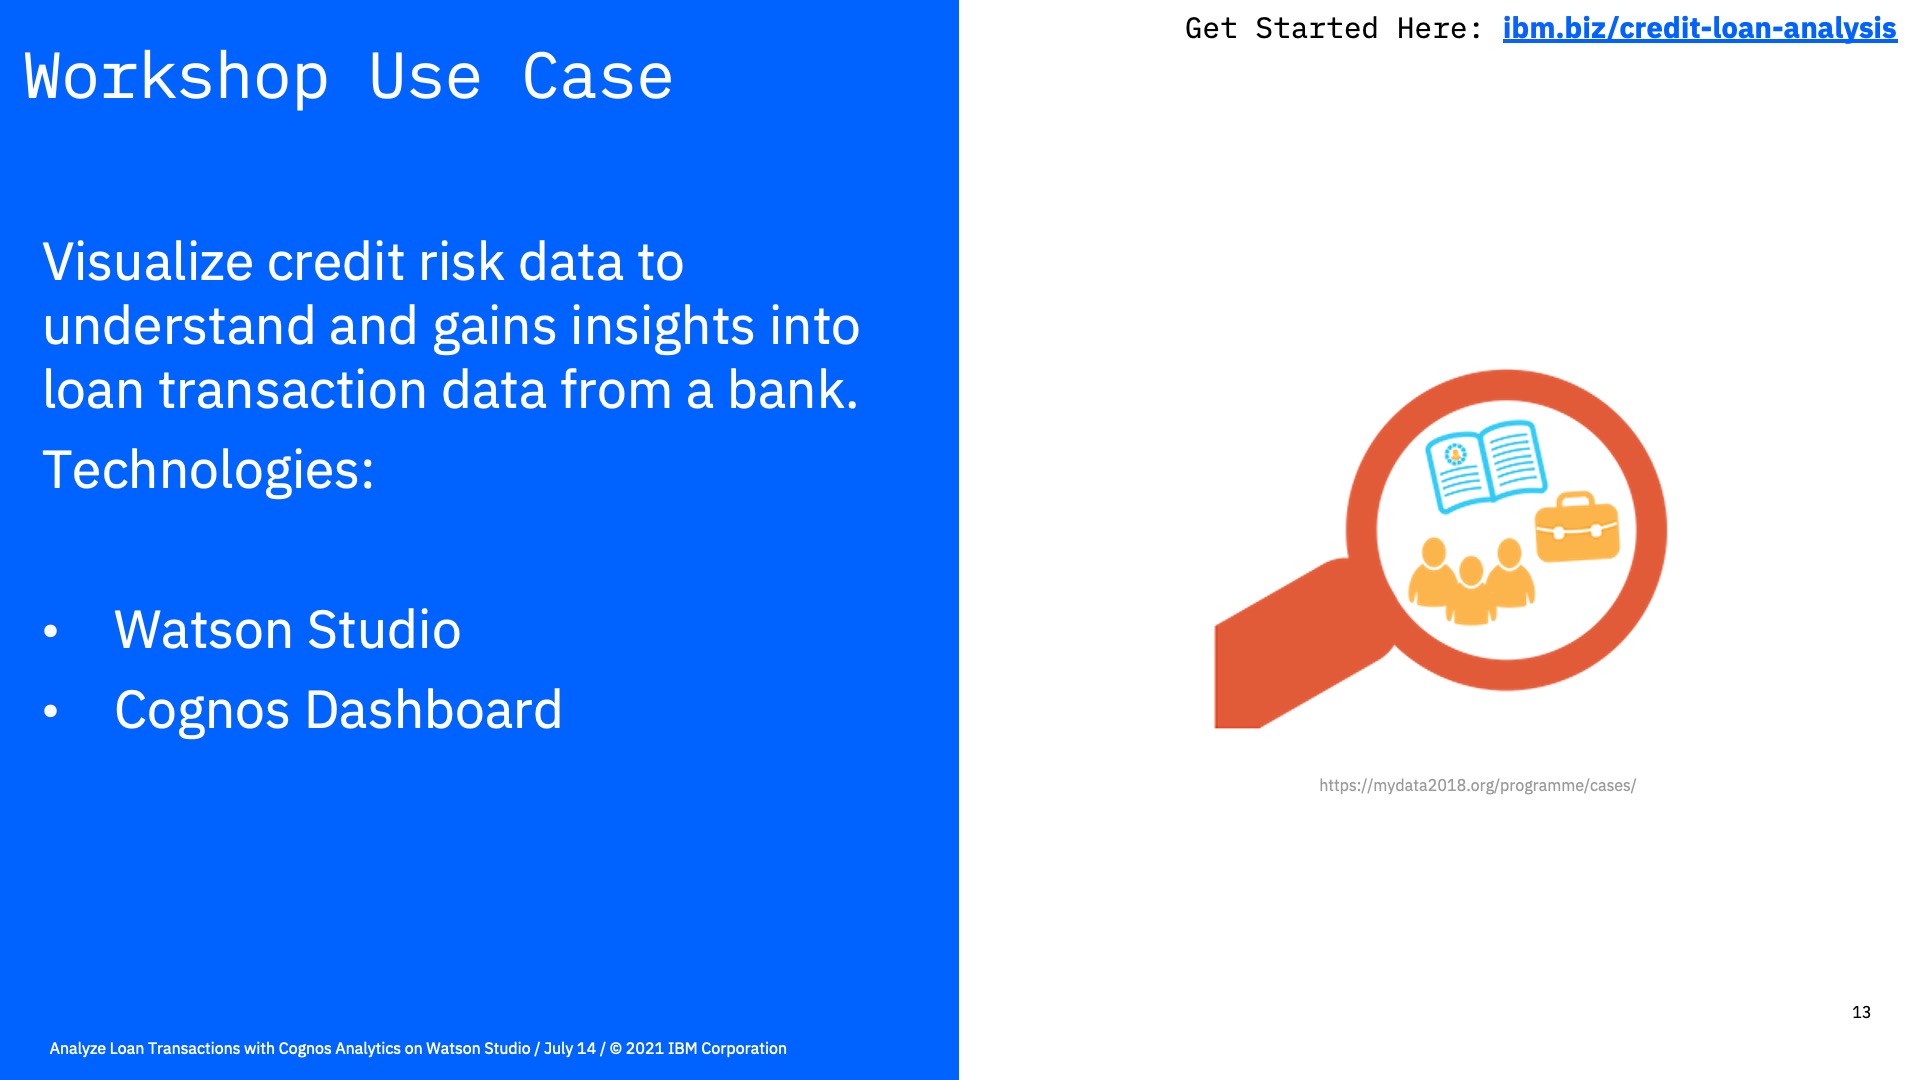 Get Started Here: ibm.biz/credit-loan-analysis
Workshop Use Case
Visualize credit risk data to
understand and gains insights into
loan transaction data from a bank.
Technologies:
• Watson Studio
• Cognos Dashboard
https://mydata2018.org/programme/cases/
13
Analyze Loan Transactions with Cognos Analytics on Watson Studio / July 14 / © 2021 IBM Corporation